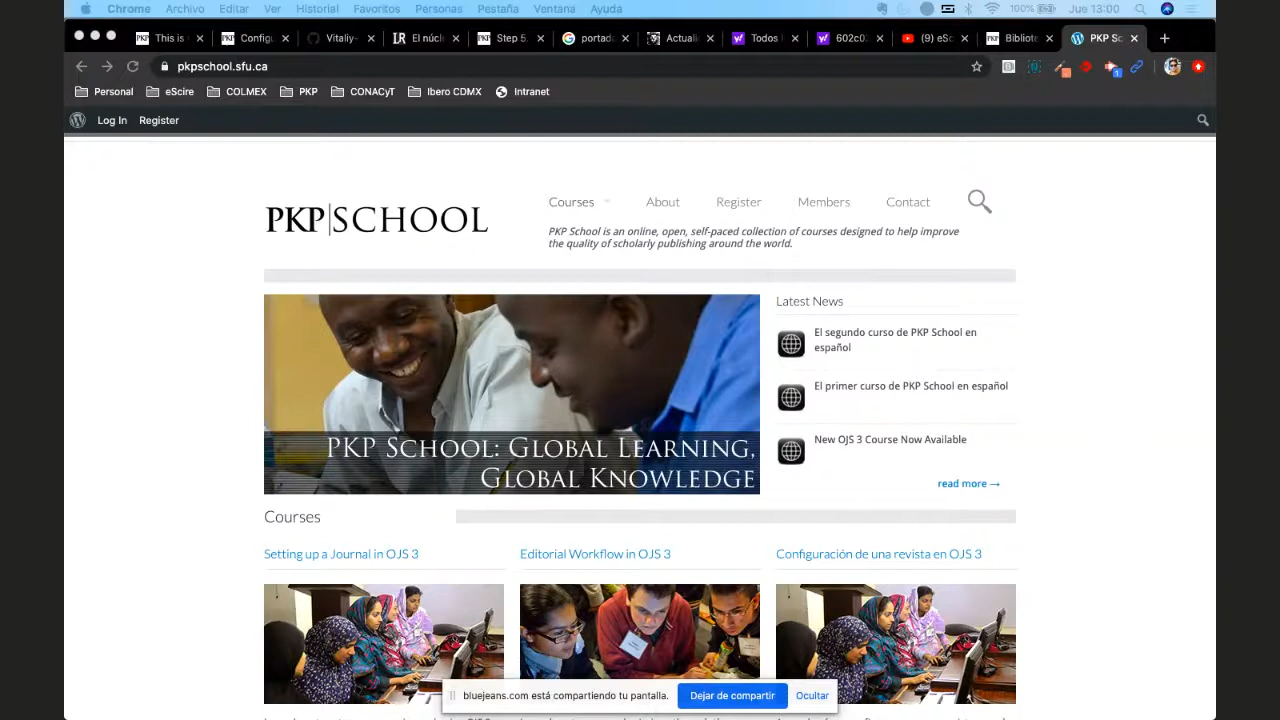 Chrome Archivo Editar Ver Historial Favoritos Personas Pestaña Ventana Ayuda 100% Jue 13:00
This is Config Vitaliy- El núcle Step 5. portad Actuali Todos 602c0 (9) eSc Bibliote PKP Sc
pkpschool.sfu.ca
Personal eScire COLMEX PKP CONACyT Ibero CDMX Intranet
Log In Register
PKP|SCHOOL
Courses About Register Members Contact
PKP School is an online, open, self-paced collection of courses designed to help improve
the quality of scholarly publishing around the world.
PKP School: Global Learning,
Global Knowledge
Latest News
El segundo curso de PKP School en
español
El primer curso de PKP School en español
New OJS 3 Course Now Available
read more →
Courses
Setting up a Journal in OJS 3 Editorial Workflow in OJS 3 Configuración de una revista en OJS 3
bluejeans.com está compartiendo tu pantalla. Dejar de compartir Ocultar